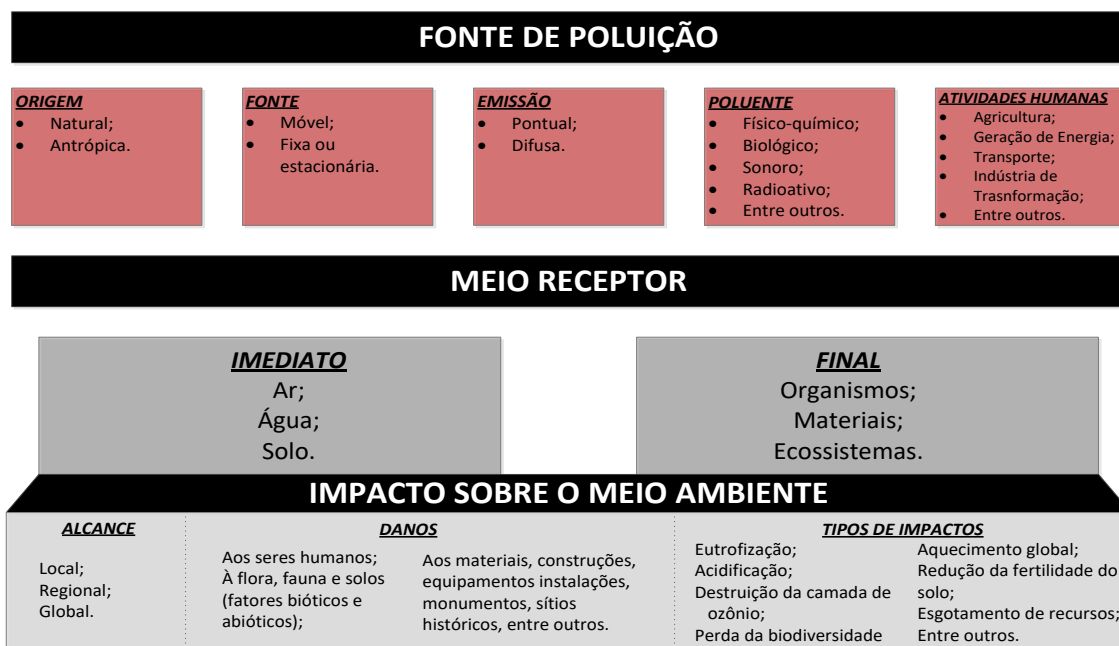 FONTE DE POLUIÇÃO
ORIGEM
• Natural;
• Antrópica.
FONTE
• Móvel;
• Fixa ou
estacionária.
EMISSÃO
• Pontual;
• Difusa.
POLUENTE
• Físico-químico;
• Biológico;
• Sonoro;
• Radioativo;
• Entre outros.
ATIVIDADES HUMANAS
• Agricultura;
• Geração de Energia;
• Transporte;
• Indústria de
Trasnformação;
• Entre outros.
MEIO RECEPTOR
IMEDIATO
Ar;
Água;
Solo.
FINAL
Organismos;
Materiais;
Ecossistemas.
IMPACTO SOBRE O MEIO AMBIENTE
ALCANCE
Local;
Regional;
Global.
DANOS
Aos seres humanos;
À flora, fauna e solos
(fatores bióticos e
abióticos);
Aos materiais, construções,
equipamentos instalações,
monumentos, sítios
históricos, entre outros.
TIPOS DE IMPACTOS
Eutrofização;
Acidificação;
Destruição da camada de
ozônio;
Perda da biodiversidade
Aquecimento global;
Redução da fertilidade do
solo;
Esgotamento de recursos;
Entre outros.